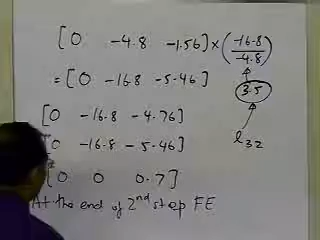 [0 -4.8 -1.56] × (-16.8/-4.8)
= [0 -16.8 -5.46] 3.5
[0 -16.8 -4.76]
[0 -16.8 -5.46] l32
[0 0 0.7]
At the end of 2nd step FE